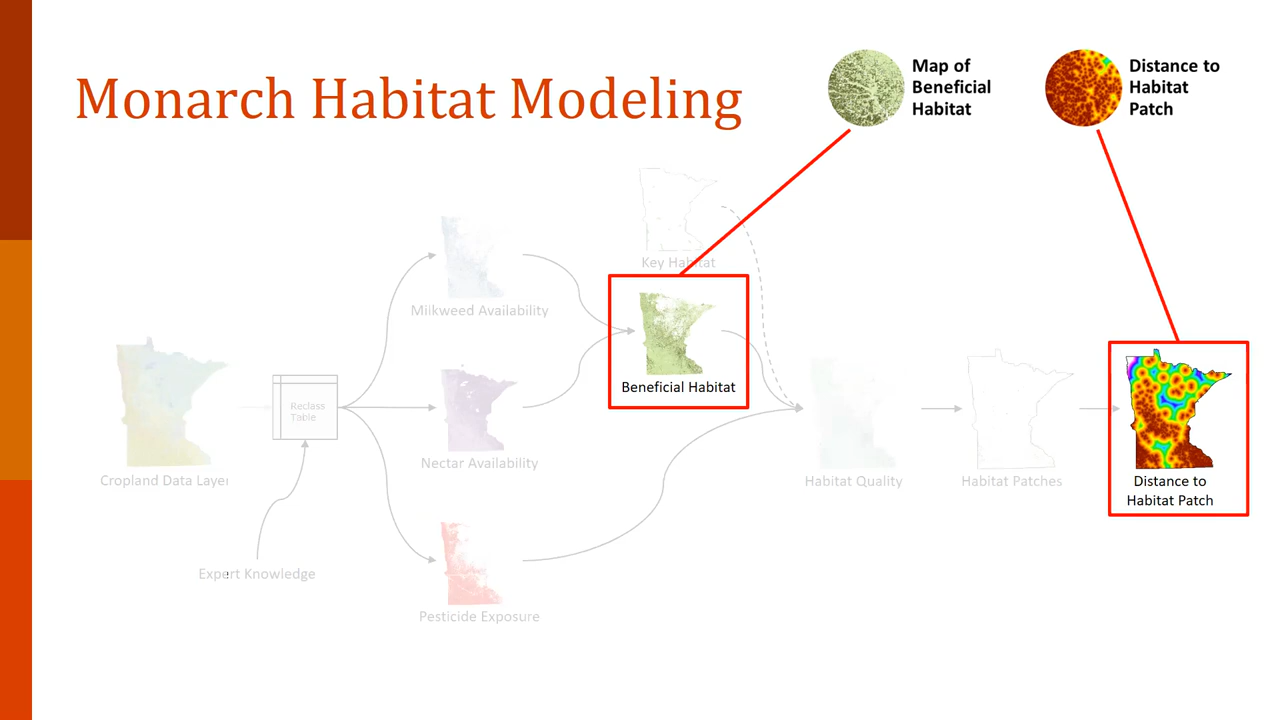 Monarch Habitat Modeling
Map of
Beneficial
Habitat
Distance to
Habitat
Patch
Key Habitat
Milkweed Availability
Beneficial Habitat
Reclass
Table
Cropland Data Layer
Nectar Availability
Habitat Quality
Habitat Patches
Distance to
Habitat Patch
Expert Knowledge
Pesticide Exposure